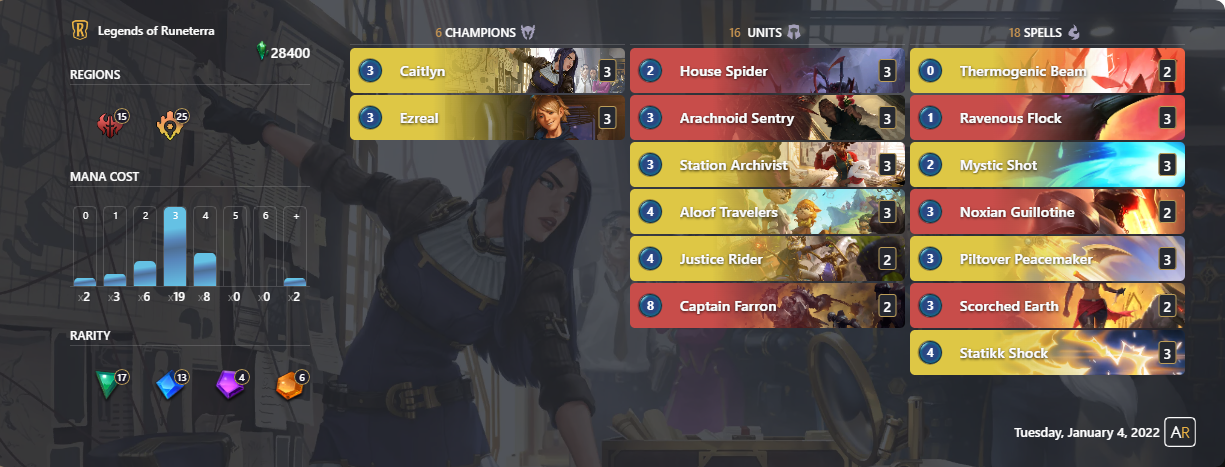 Legends of Runeterra
28400
REGIONS
15
25
MANA COST
0 1 2 3 4 5 6 +
x2 x3 x6 x19 x8 x0 x0 x2
RARITY
17 13 4 6
6 CHAMPIONS
3 Caitlyn 3
3 Ezreal 3
16 UNITS
2 House Spider 3
3 Arachnoid Sentry 3
3 Station Archivist 3
4 Aloof Travelers 3
4 Justice Rider 2
8 Captain Farron 2
18 SPELLS
0 Thermogenic Beam 2
1 Ravenous Flock 3
2 Mystic Shot 3
3 Noxian Guillotine 2
3 Piltover Peacemaker 3
3 Scorched Earth 2
4 Statikk Shock 3
Tuesday, January 4, 2022 AR